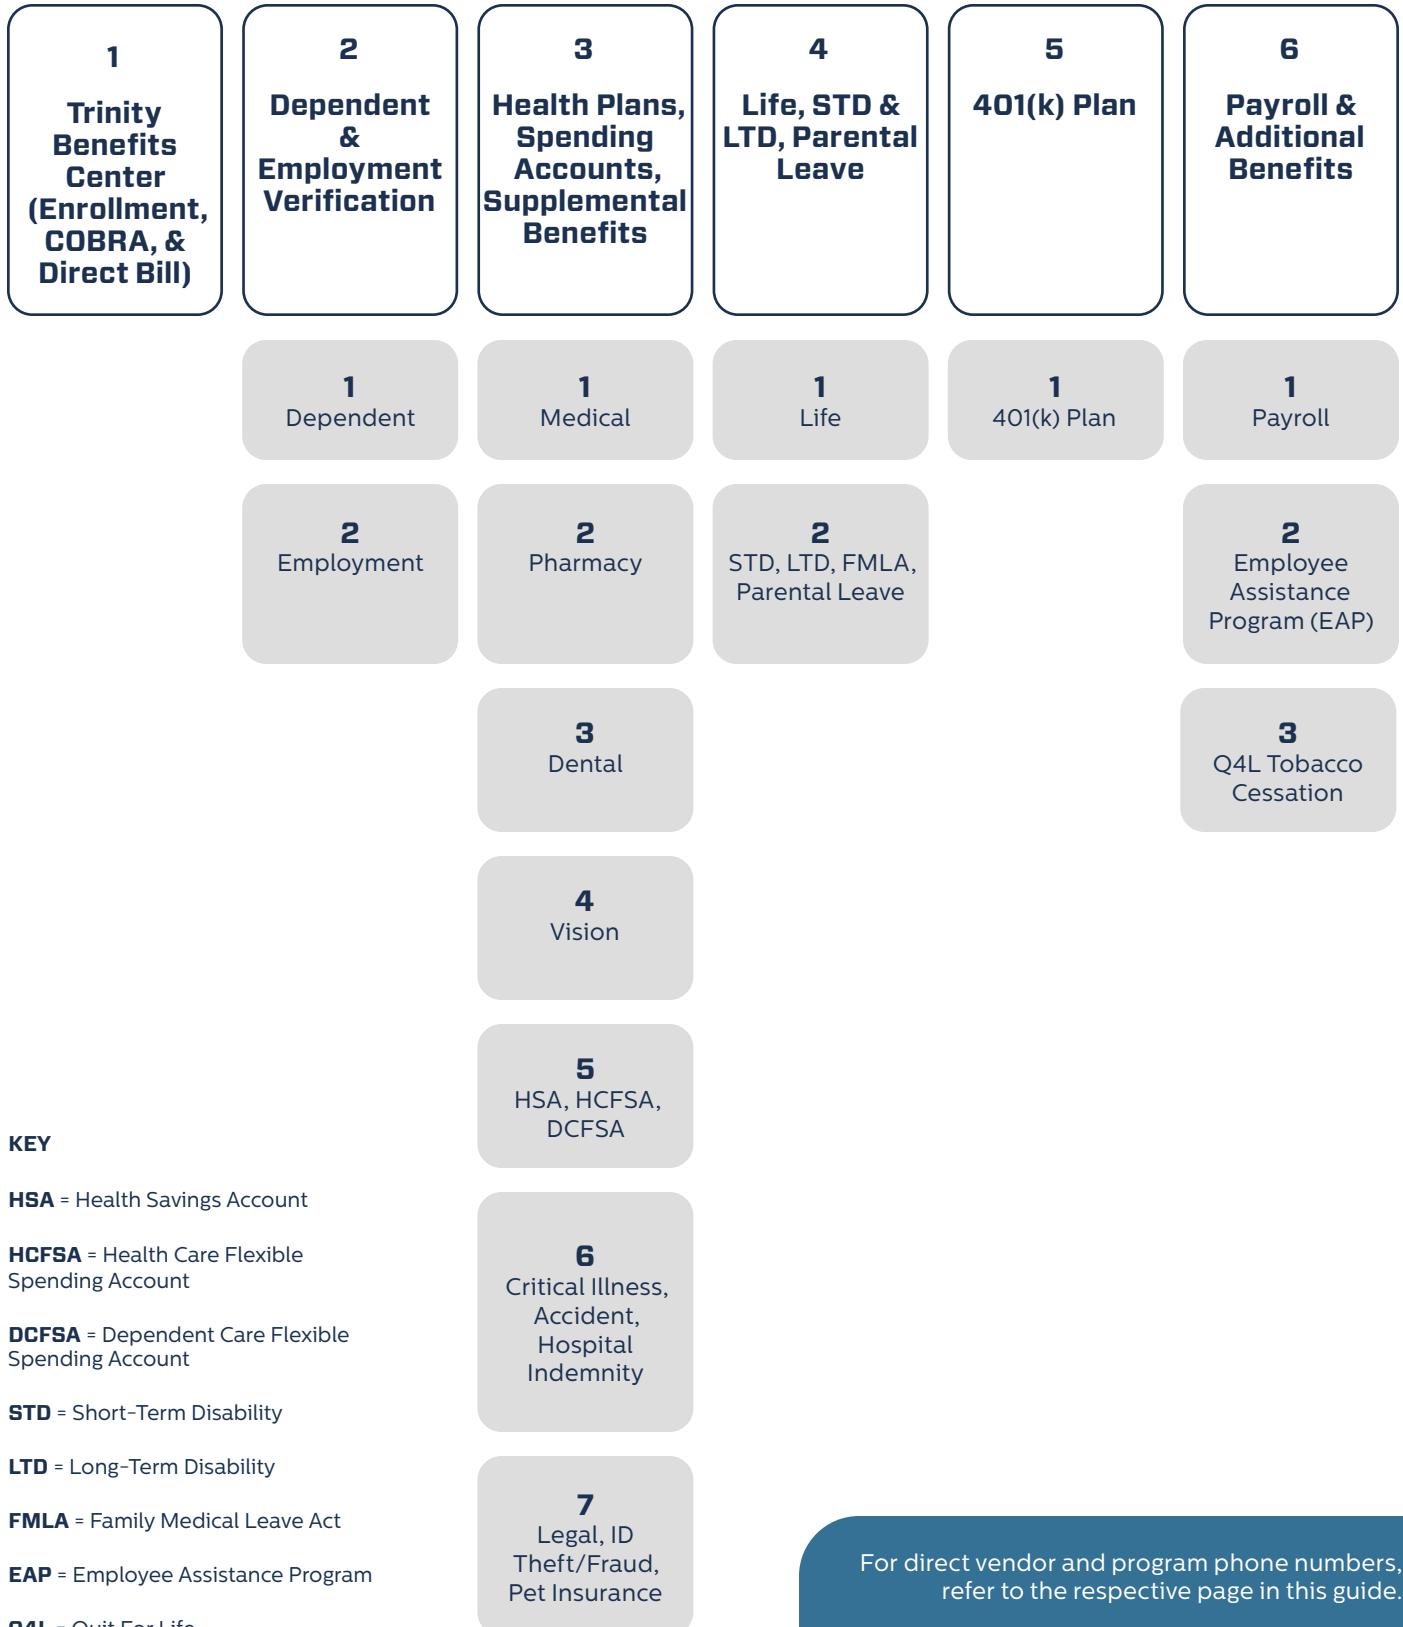 1
Trinity
Benefits
Center
(Enrollment,
COBRA, &
Direct Bill)
2
Dependent
&
Employment
Verification
3
Health Plans,
Spending
Accounts,
Supplemental
Benefits
4
Life, STD &
LTD, Parental
Leave
5
401(k) Plan
6
Payroll &
Additional
Benefits
1
Dependent
1
Medical
1
Life
1
401(k) Plan
1
Payroll
2
Employment
2
Pharmacy
2
STD, LTD, FMLA,
Parental Leave
2
Employee
Assistance
Program (EAP)
3
Dental
3
Q4L Tobacco
Cessation
4
Vision
5
HSA, HCFSA,
DCFSA
6
Critical Illness,
Accident,
Hospital
Indemnity
7
Legal, ID
Theft/Fraud,
Pet Insurance
KEY
HSA = Health Savings Account
HCFSA = Health Care Flexible
Spending Account
DCFSA = Dependent Care Flexible
Spending Account
STD = Short-Term Disability
LTD = Long-Term Disability
FMLA = Family Medical Leave Act
EAP = Employee Assistance Program
Q4L = Quit For Life
For direct vendor and program phone numbers,
refer to the respective page in this guide.